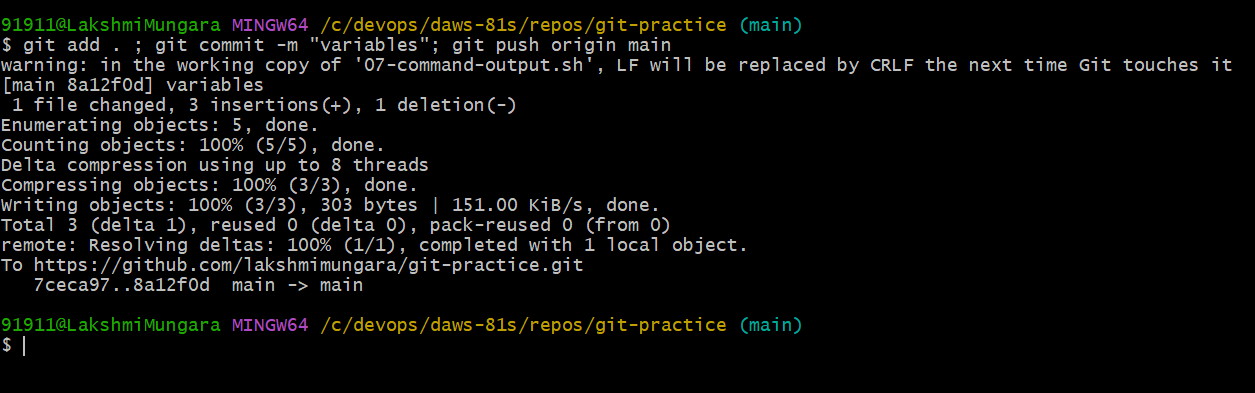 91911@LakshmiMungara MINGW64 /c/devops/daws-81s/repos/git-practice (main)
$ git add . ; git commit -m "variables"; git push origin main
warning: in the working copy of '07-command-output.sh', LF will be replaced by CRLF the next time Git touches it
[main 8a12f0d] variables
 1 file changed, 3 insertions(+), 1 deletion(-)
Enumerating objects: 5, done.
Counting objects: 100% (5/5), done.
Delta compression using up to 8 threads
Compressing objects: 100% (3/3), done.
Writing objects: 100% (3/3), 303 bytes | 151.00 KiB/s, done.
Total 3 (delta 1), reused 0 (delta 0), pack-reused 0 (from 0)
remote: Resolving deltas: 100% (1/1), completed with 1 local object.
To https://github.com/lakshmimungara/git-practice.git
   7ceca97..8a12f0d  main -> main
91911@LakshmiMungara MINGW64 /c/devops/daws-81s/repos/git-practice (main)
$